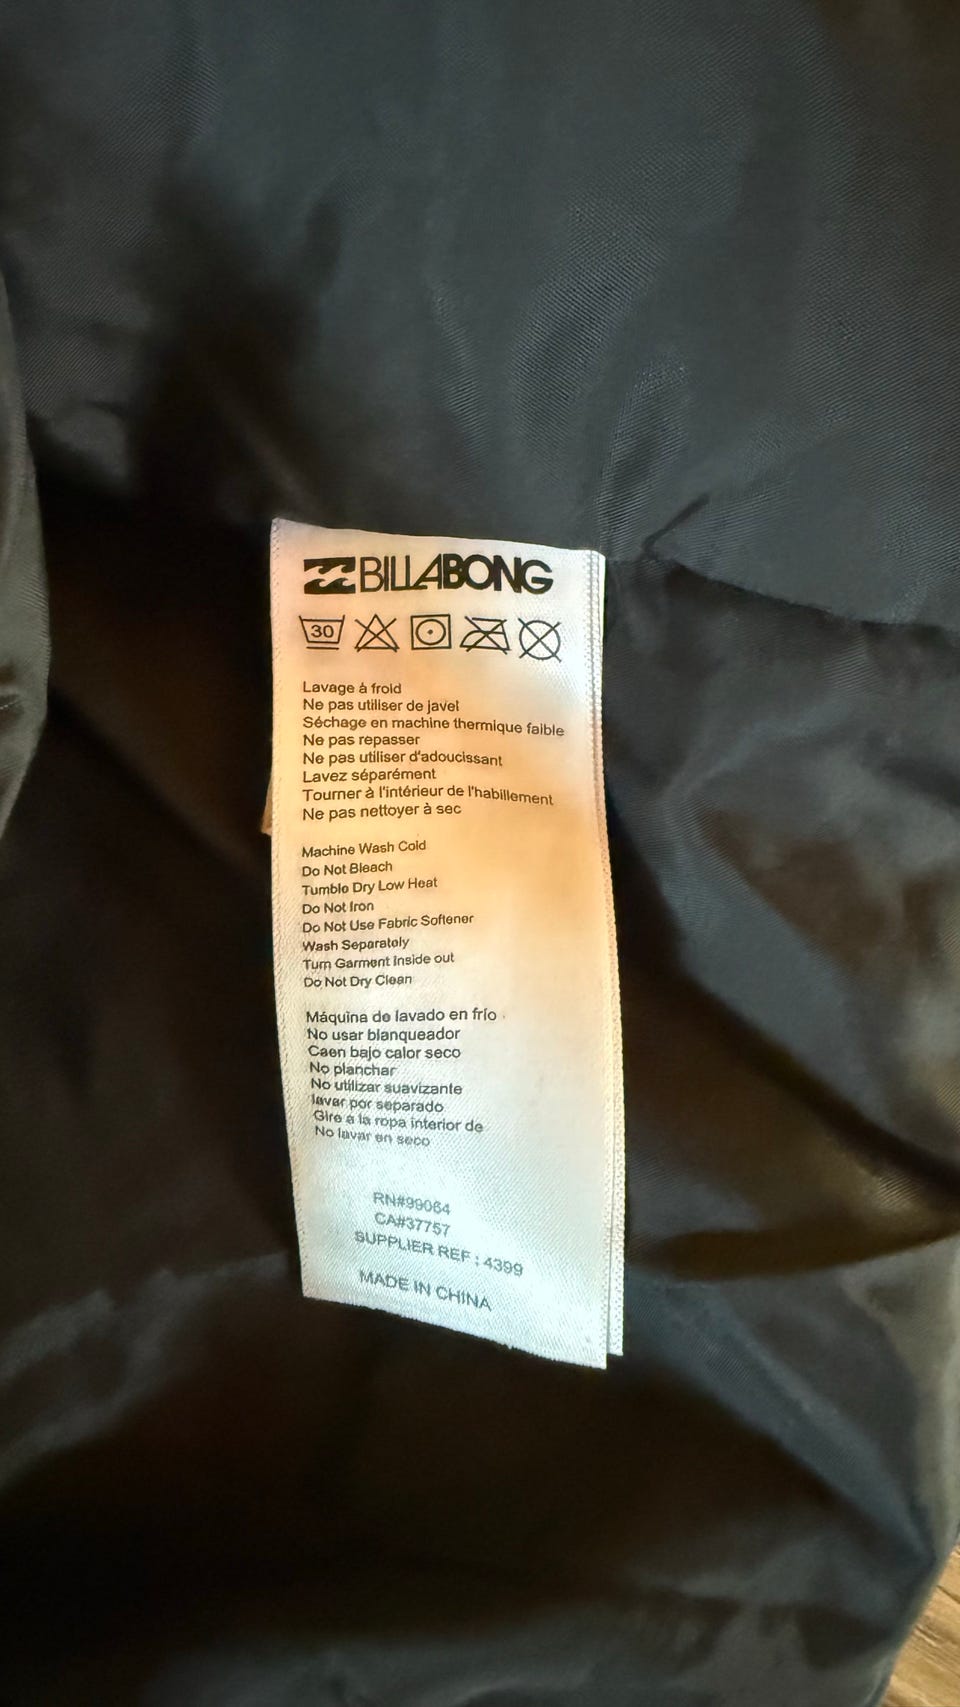 BILLABONG
30
Lavage à froid
Ne pas utiliser de javel
Séchage en machine thermique faible
Ne pas repasser
Ne pas utiliser d'adoucissant
Lavez séparément
Tourner à l'intérieur de l'habillement
Ne pas nettoyer à sec
Machine Wash Cold
Do Not Bleach
Tumble Dry Low Heat
Do Not Iron
Do Not Use Fabric Softener
Wash Separately
Turn Garment Inside out
Do Not Dry Clean
Máquina de lavado en frío
No usar blanqueador
Caen bajo calor seco
No planchar
No utilizar suavizante
lavar por separado
Gire a la ropa interior de
No lavar en seco
RN#99064
CA#37757
SUPPLIER REF : 4399
MADE IN CHINA